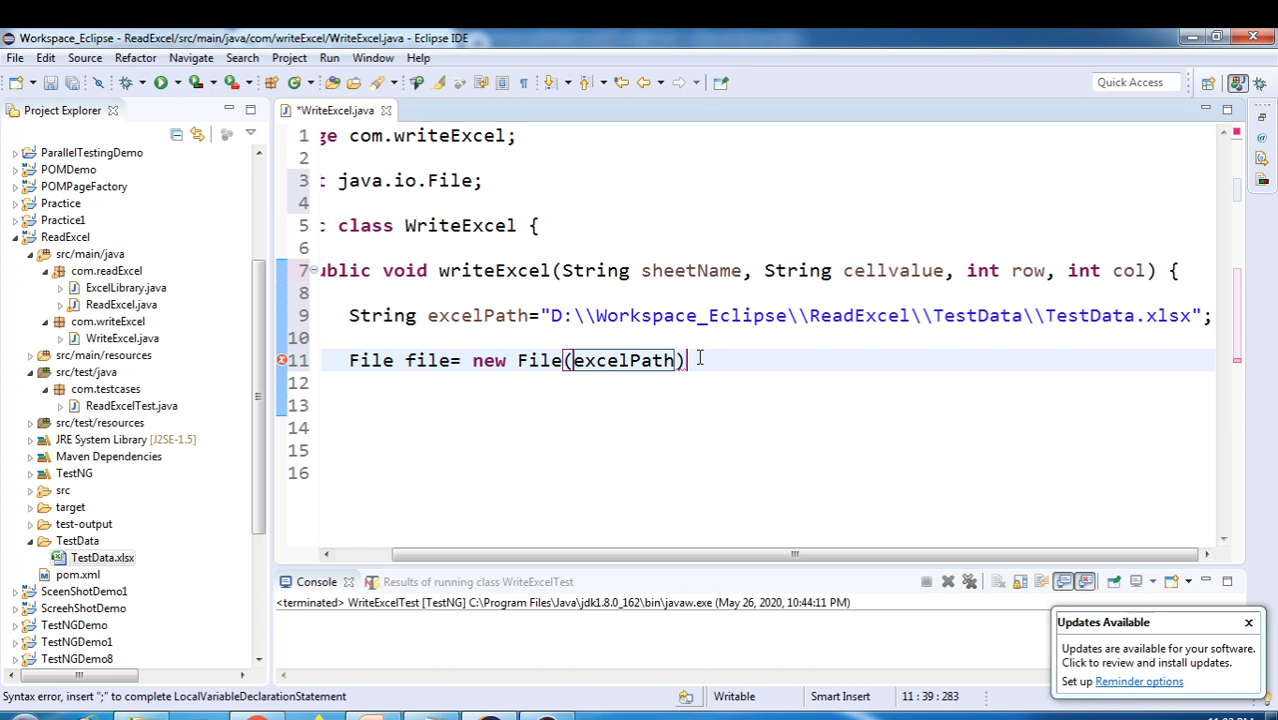 Workspace_Eclipse - ReadExcel/src/main/java/com/writeExcel/WriteExcel.java - Eclipse IDE
File Edit Source Refactor Navigate Search Project Run Window Help
Quick Access
Project Explorer
*WriteExcel.java
ParallelTestingDemo
POMDemo
POMPageFactory
Practice
Practice1
ReadExcel
src/main/java
com.readExcel
ExcelLibrary.java
ReadExcel.java
com.writeExcel
WriteExcel.java
src/main/resources
src/test/java
com.testcases
ReadExcelTest.java
src/test/resources
JRE System Library [J2SE-1.5]
Maven Dependencies
TestNG
src
target
test-output
TestData
TestData.xlsx
pom.xml
SceenShotDemo1
ScreehShotDemo
TestNGDemo
TestNGDemo1
TestNGDemo8
1 ge com.writeExcel;
2
3 t java.io.File;
4
5 c class WriteExcel {
6
7 ublic void writeExcel(String sheetName, String cellvalue, int row, int col) {
8
9 String excelPath="D:\\Workspace_Eclipse\\ReadExcel\\TestData\\TestData.xlsx";
10
11 File file= new File(excelPath)
12
13
14
15
16
Console Results of running class WriteExcelTest
<terminated> WriteExcelTest [TestNG] C:\Program Files\Java\jdk1.8.0_162\bin\javaw.exe (May 26, 2020, 10:44:11 PM)
Updates Available
Updates are available for your software.
Click to review and install updates.
Set up Reminder options
Syntax error, insert ";" to complete LocalVariableDeclarationStatement
Writable
Smart Insert
11 : 39 : 283